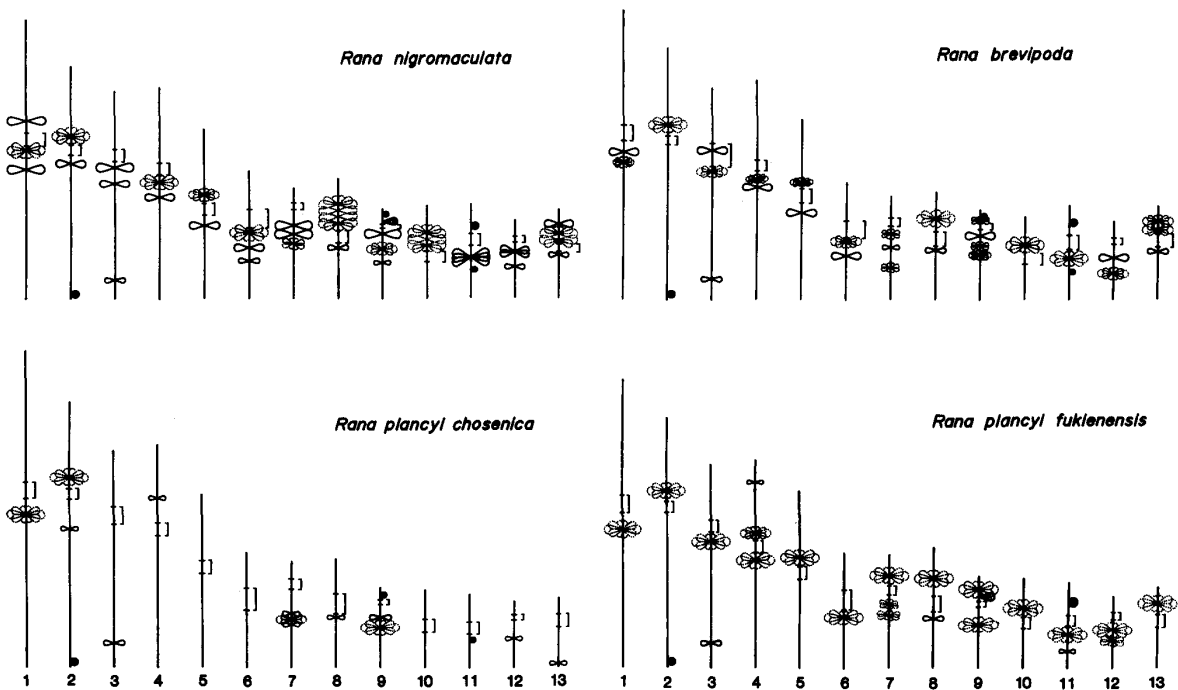 Rana nigromaculata
Rana brevipoda
Rana plancyi chosenica
Rana plancyi fukienensis
1 2 3 4 5 6 7 8 9 10 11 12 13
1 2 3 4 5 6 7 8 9 10 11 12 13